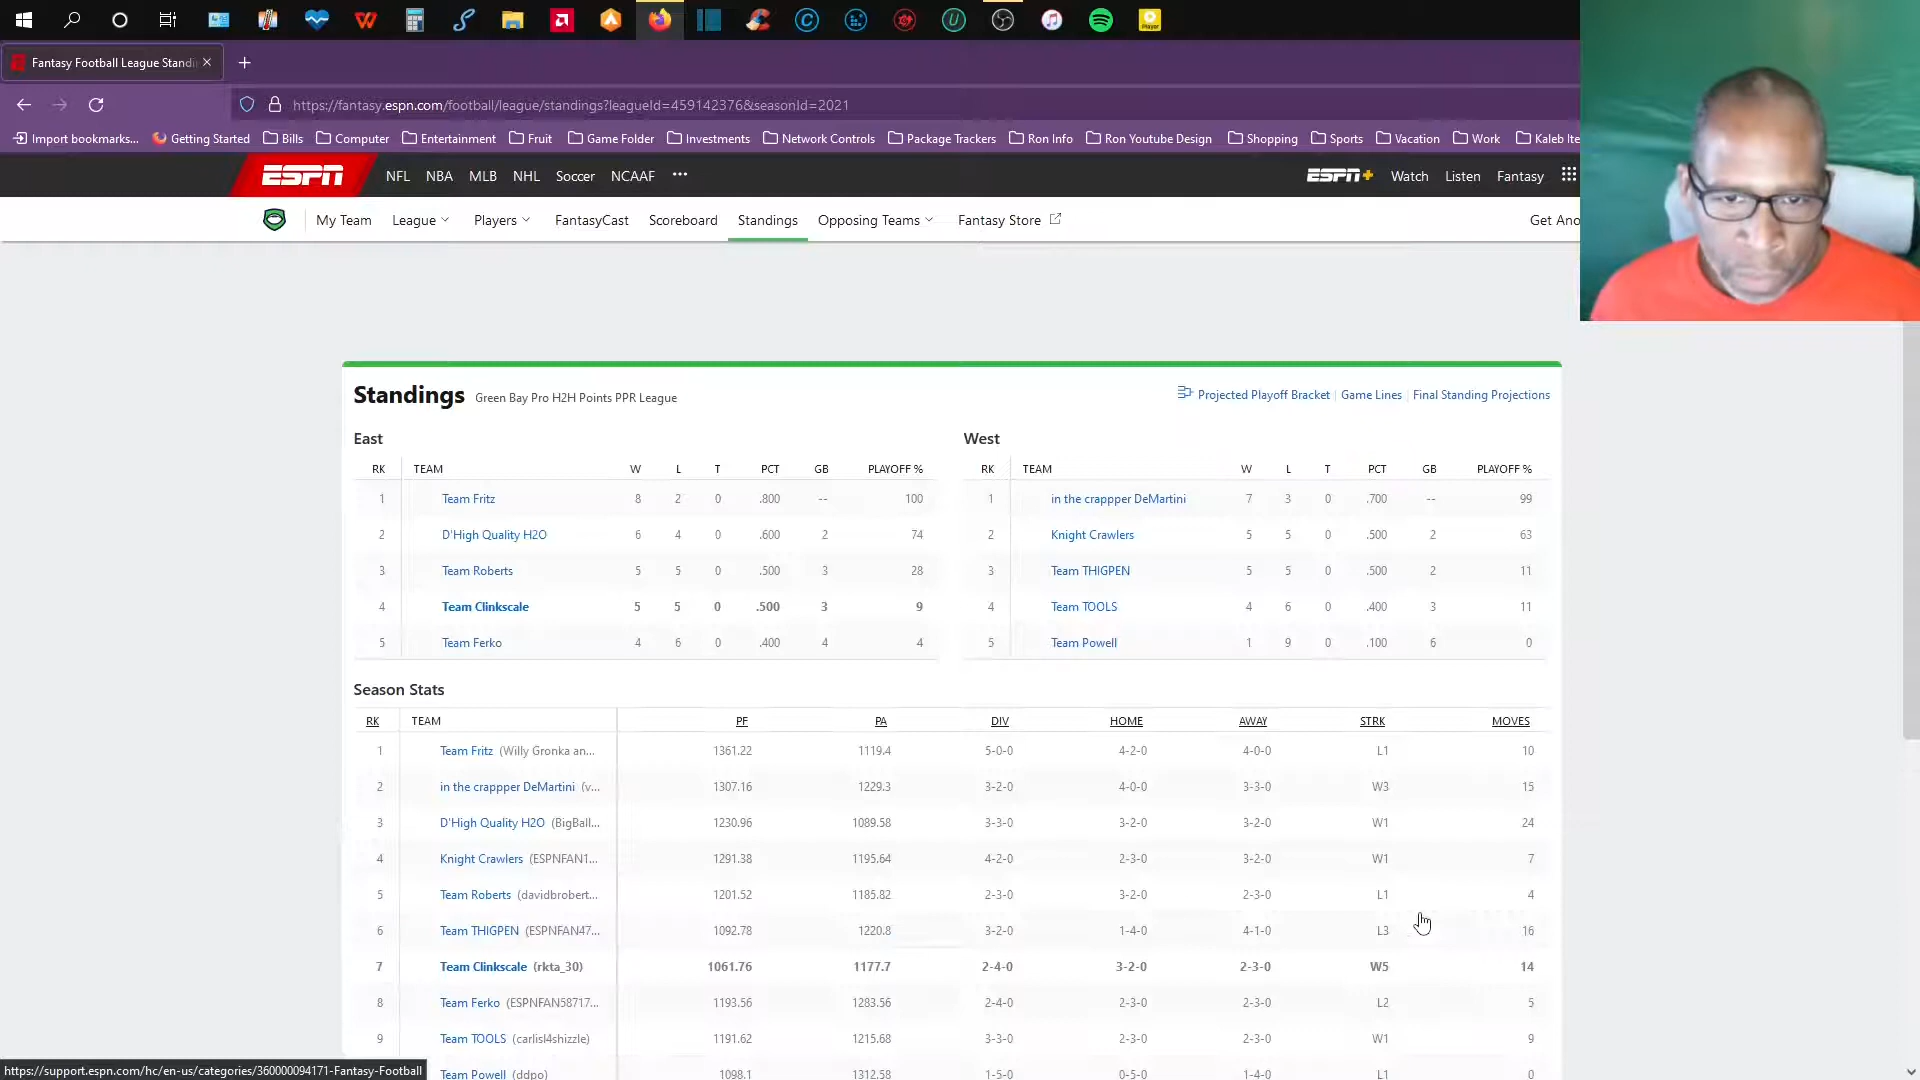 Fantasy Football League Standi
https://fantasy.espn.com/football/league/standings?leagueId=459142376&seasonId=2021
Import bookmarks... Getting Started Bills Computer Entertainment Fruit Game Folder Investments Network Controls Package Trackers Ron Info Ron Youtube Design Shopping Sports Vacation Work Kaleb Ite
ESPN NFL NBA MLB NHL Soccer NCAAF ••• ESPN+ Watch Listen Fantasy
My Team League Players FantasyCast Scoreboard Standings Opposing Teams Fantasy Store Get Ano
Standings Green Bay Pro H2H Points PPR League Projected Playoff Bracket | Game Lines | Final Standing Projections
East
RK TEAM W L T PCT GB PLAYOFF %
1 Team Fritz 8 2 0 .800 -- 100
2 D'High Quality H2O 6 4 0 .600 2 74
3 Team Roberts 5 5 0 .500 3 28
4 Team Clinkscale 5 5 0 .500 3 9
5 Team Ferko 4 6 0 .400 4 4
West
RK TEAM W L T PCT GB PLAYOFF %
1 in the crappper DeMartini 7 3 0 .700 -- 99
2 Knight Crawlers 5 5 0 .500 2 63
3 Team THIGPEN 5 5 0 .500 2 11
4 Team TOOLS 4 6 0 .400 3 11
5 Team Powell 1 9 0 .100 6 0
Season Stats
RK TEAM PF PA DIV HOME AWAY STRK MOVES
1 Team Fritz (Willy Gronka an... 1361.22 1119.4 5-0-0 4-2-0 4-0-0 L1 10
2 in the crappper DeMartini (v... 1307.16 1229.3 3-2-0 4-0-0 3-3-0 W3 15
3 D'High Quality H2O (BigBall... 1230.96 1089.58 3-3-0 3-2-0 3-2-0 W1 24
4 Knight Crawlers (ESPNFAN1... 1291.38 1195.64 4-2-0 2-3-0 3-2-0 W1 7
5 Team Roberts (davidbrobert... 1201.52 1185.82 2-3-0 3-2-0 2-3-0 L1 4
6 Team THIGPEN (ESPNFAN47... 1092.78 1220.8 3-2-0 1-4-0 4-1-0 L3 16
7 Team Clinkscale (rkta_30) 1061.76 1177.7 2-4-0 3-2-0 2-3-0 W5 14
8 Team Ferko (ESPNFAN58717... 1193.56 1283.56 2-4-0 2-3-0 2-3-0 L2 5
9 Team TOOLS (carlisl4shizzle) 1191.62 1215.68 3-3-0 2-3-0 2-3-0 W1 9
Team Powell (ddpo) 1098.1 1312.58 1-5-0 0-5-0 1-4-0 L1 0
https://support.espn.com/hc/en-us/categories/360000094171-Fantasy-Football